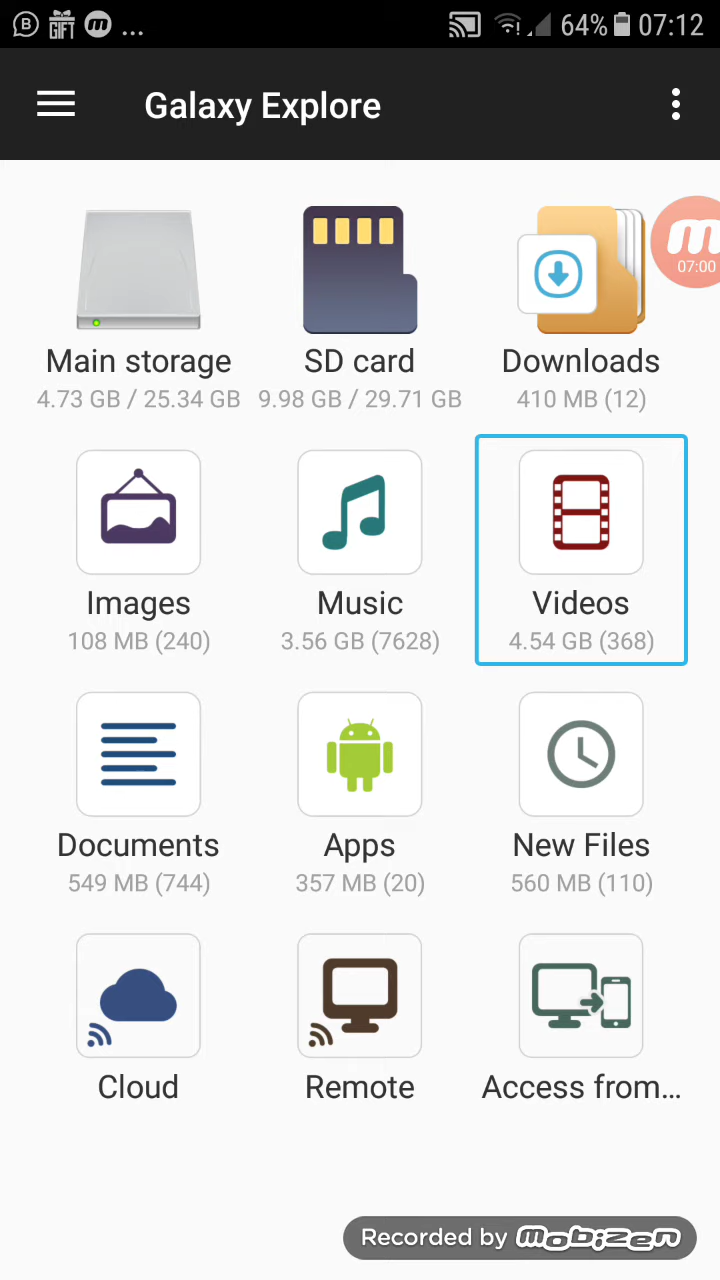 B GIFT m ... 64% 07:12
Galaxy Explore
m
07:00
Main storage SD card Downloads
4.73 GB / 25.34 GB 9.98 GB / 29.71 GB 410 MB (12)
Images Music Videos
108 MB (240) 3.56 GB (7628) 4.54 GB (368)
Documents Apps New Files
549 MB (744) 357 MB (20) 560 MB (110)
Cloud Remote Access from...
Recorded by mobizen